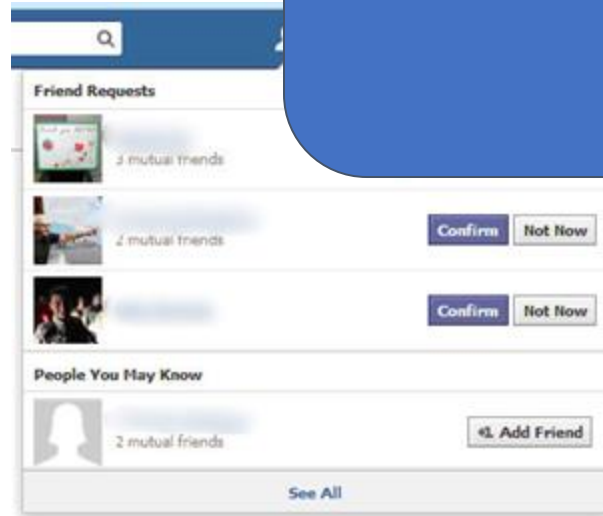 Friend Requests
3 mutual friends
2 mutual friends
Confirm Not Now
Confirm Not Now
People You May Know
2 mutual friends
+1 Add Friend
See All